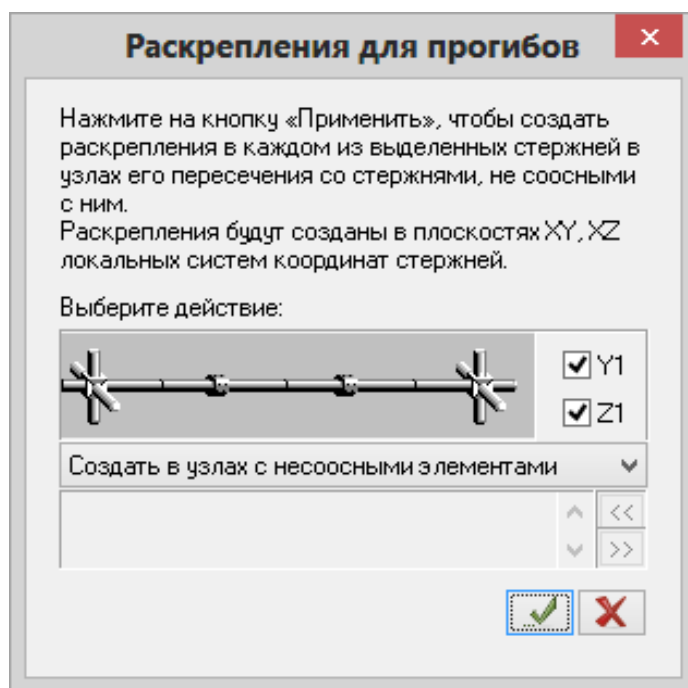 Раскрепления для прогибов
Нажмите на кнопку «Применить», чтобы создать
раскрепления в каждом из выделенных стержней в
узлах его пересечения со стержнями, не соосными
с ним.
Раскрепления будут созданы в плоскостях XY, XZ
локальных систем координат стержней.
Выберите действие:
Y1
Z1
Создать в узлах с несоосными элементами
<<
>>